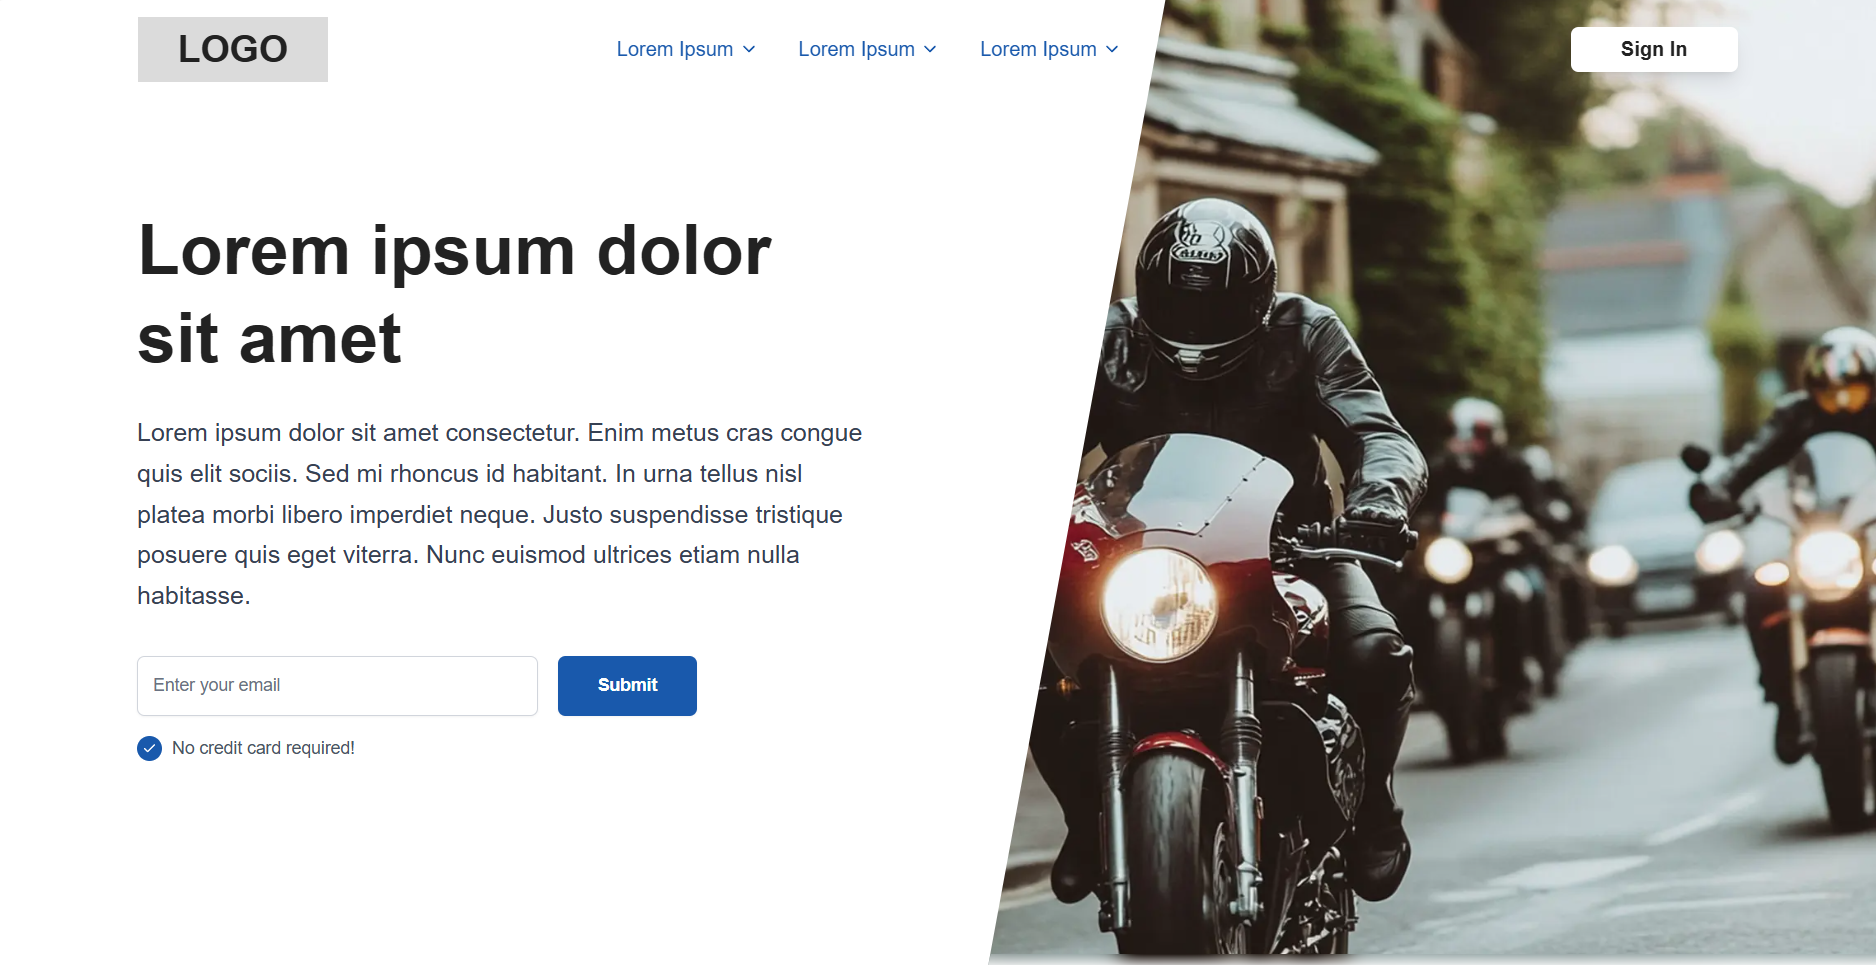 LOGO
Lorem Ipsum
Lorem Ipsum
Lorem Ipsum
Sign In
Lorem ipsum dolor
sit amet
Lorem ipsum dolor sit amet consectetur. Enim metus cras congue
quis elit sociis. Sed mi rhoncus id habitant. In urna tellus nisl
platea morbi libero imperdiet neque. Justo suspendisse tristique
posuere quis eget viterra. Nunc euismod ultrices etiam nulla
habitasse.
Enter your email
Submit
No credit card required!